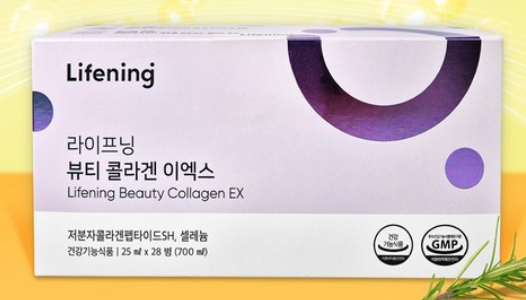 Lifening
라이프닝
뷰티 콜라겐 이엑스
Lifening Beauty Collagen EX
저분자콜라겐펩타이드SH, 셀레늄
건강기능식품 | 25 ㎖ x 28 병 (700 ㎖)
건강
기능식품
GMP